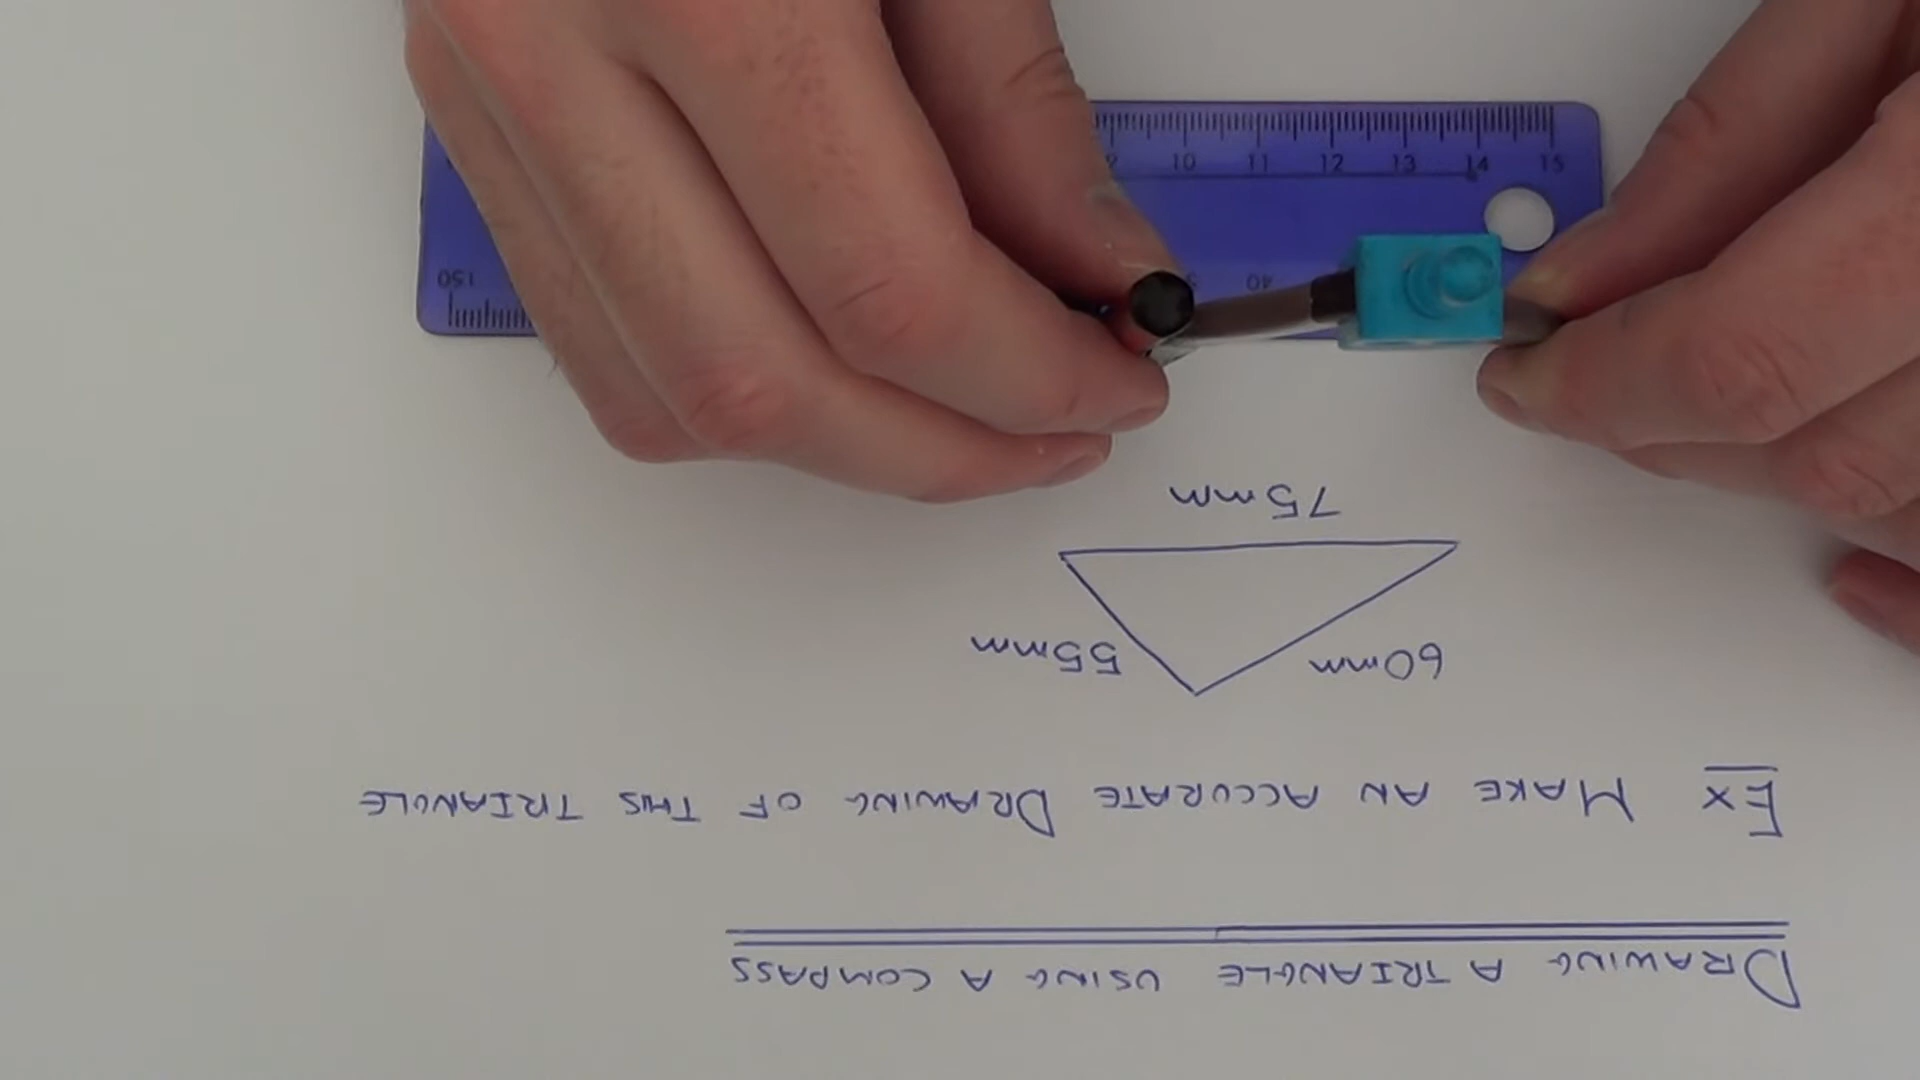 DRAWING A TRIANGLE USING A COMPASS
EX MAKE AN ACCURATE DRAWING OF THIS TRIANGLE
60mm 55mm
75mm
40
150
9 10 11 12 13 14 15